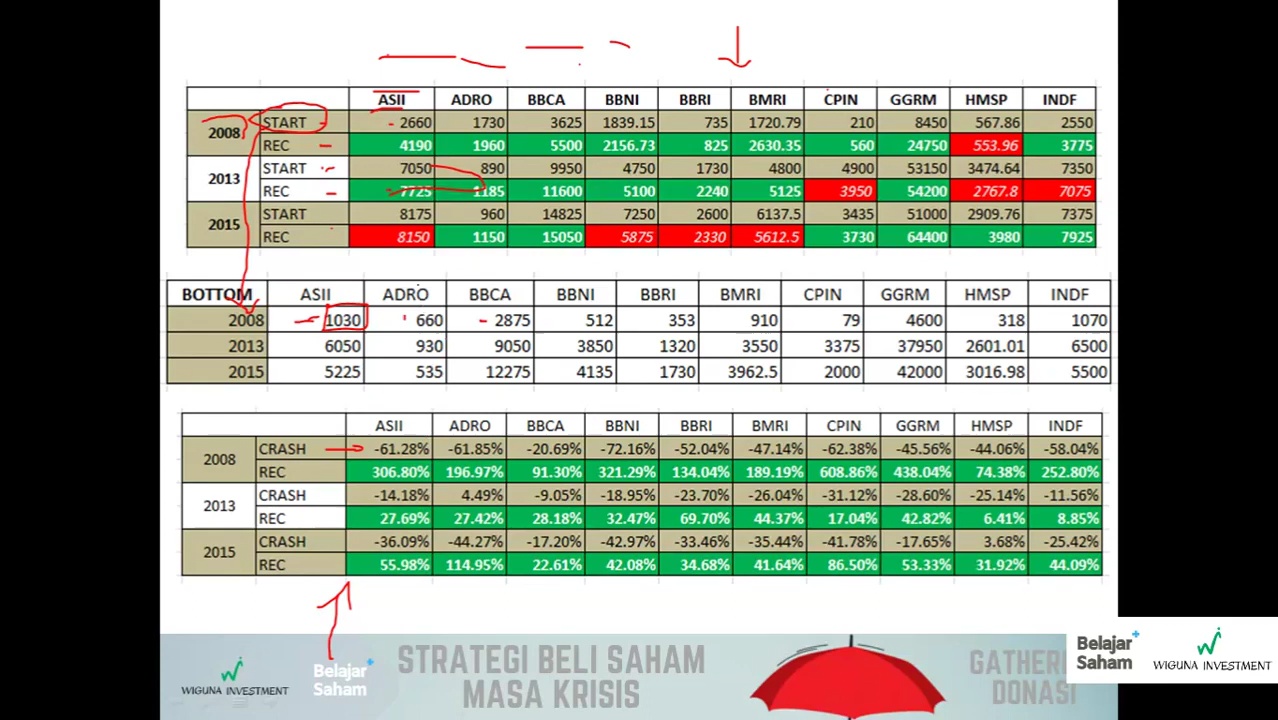 ASII ADRO BBCA BBNI BBRI BMRI CPIN GGRM HMSP INDF
2008 START 2660 1730 3625 1839.15 735 1720.79 210 8450 567.86 2550
REC 4190 1960 5500 2156.73 825 2630.35 560 24750 553.96 3775
2013 START 7050 890 9950 4750 1730 4800 4900 53150 3474.64 7350
REC 7725 1185 11600 5100 2240 5125 3950 54200 2767.8 7075
2015 START 8175 960 14825 7250 2600 6137.5 3435 51000 2909.76 7375
REC 8150 1150 15050 5875 2330 5612.5 3730 64400 3980 7925
BOTTOM ASII ADRO BBCA BBNI BBRI BMRI CPIN GGRM HMSP INDF
2008 1030 660 2875 512 353 910 79 4600 318 1070
2013 6050 930 9050 3850 1320 3550 3375 37950 2601.01 6500
2015 5225 535 12275 4135 1730 3962.5 2000 42000 3016.98 5500
ASII ADRO BBCA BBNI BBRI BMRI CPIN GGRM HMSP INDF
2008 CRASH -61.28% -61.85% -20.69% -72.16% -52.04% -47.14% -62.38% -45.56% -44.06% -58.04%
REC 306.80% 196.97% 91.30% 321.29% 134.04% 189.19% 608.86% 438.04% 74.38% 252.80%
2013 CRASH -14.18% 4.49% -9.05% -18.95% -23.70% -26.04% -31.12% -28.60% -25.14% -11.56%
REC 27.69% 27.42% 28.18% 32.47% 69.70% 44.37% 17.04% 42.82% 6.41% 8.85%
2015 CRASH -36.09% -44.27% -17.20% -42.97% -33.46% -35.44% -41.78% -17.65% 3.68% -25.42%
REC 55.98% 114.95% 22.61% 42.08% 34.68% 41.64% 86.50% 53.33% 31.92% 44.09%
WIGUNA INVESTMENT
Belajar+
Saham
STRATEGI BELI SAHAM
MASA KRISIS
GATHERI
DONASI
Belajar+
Saham
WIGUNA INVESTMENT